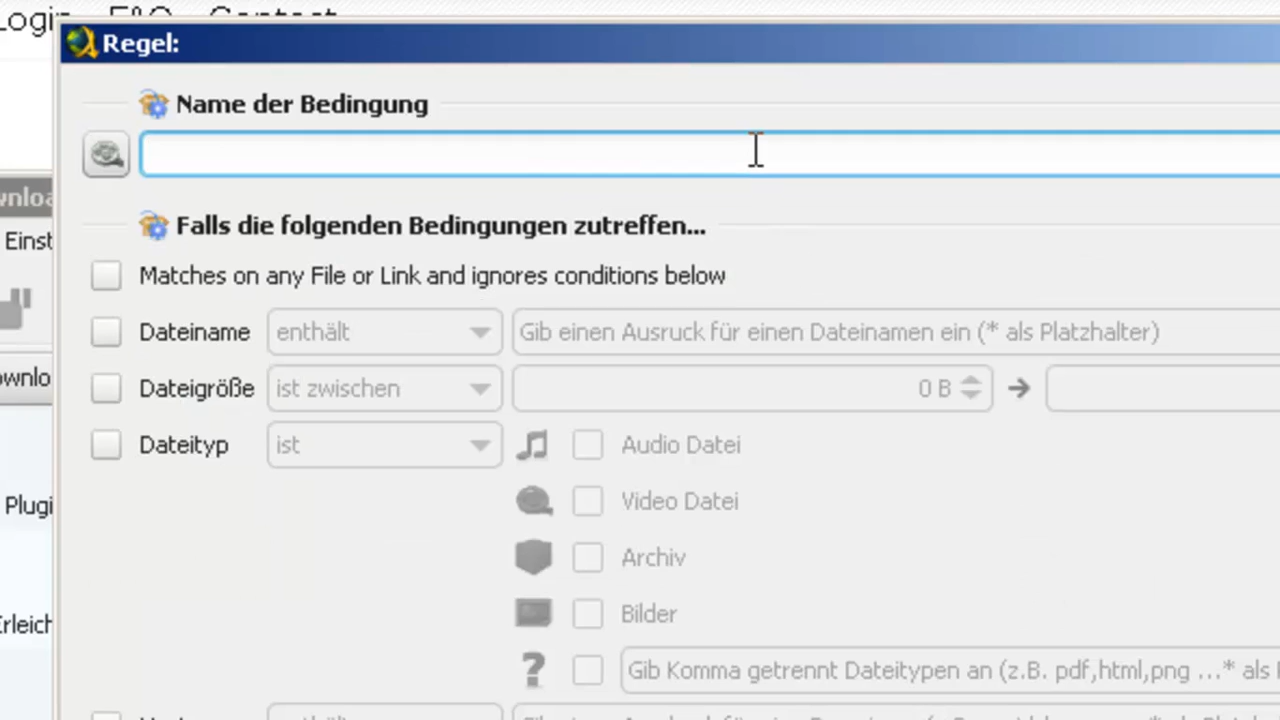 Login F&Q Contact
Regel:
Name der Bedingung
Falls die folgenden Bedingungen zutreffen...
Einst
Matches on any File or Link and ignores conditions below
Dateiname enthält Gib einen Ausruck für einen Dateinamen ein (* als Platzhalter)
Dateigröße ist zwischen 0 B
Dateityp ist Audio Datei
Plugi Video Datei
Archiv
Bilder
? Gib Komma getrennt Dateitypen an (z.B. pdf,html,png ...* als